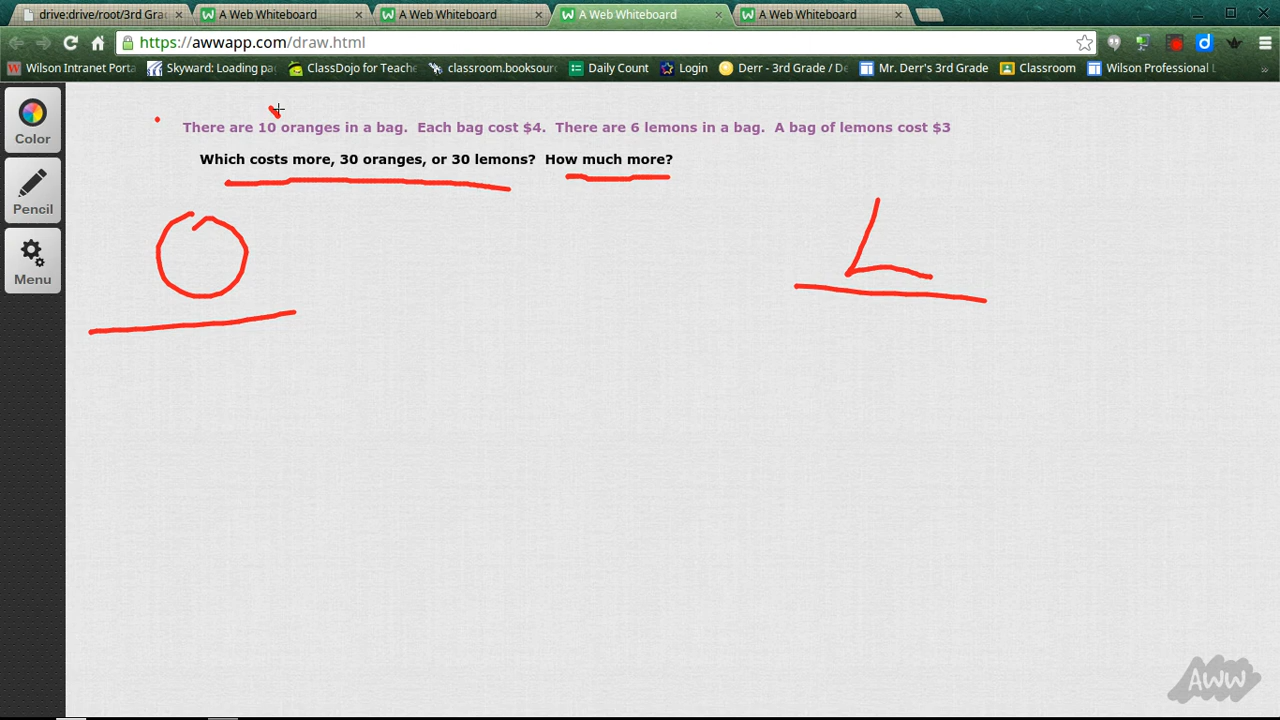 drive:drive/root/3rd Gra
A Web Whiteboard
A Web Whiteboard
A Web Whiteboard
A Web Whiteboard
https://awwapp.com/draw.html
Wilson Intranet Porta
Skyward: Loading pa
ClassDojo for Teache
classroom.booksour
Daily Count
Login
Derr - 3rd Grade / D
Mr. Derr's 3rd Grade
Classroom
Wilson Professional L
Color
Pencil
Menu
There are 10 oranges in a bag. Each bag cost $4. There are 6 lemons in a bag. A bag of lemons cost $3
Which costs more, 30 oranges, or 30 lemons? How much more?
O
L
AWW